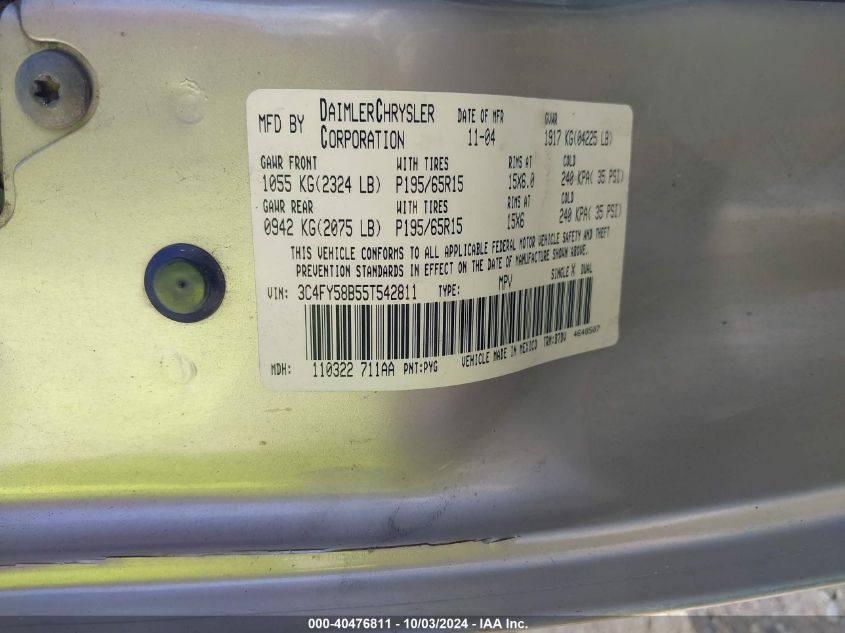 MFD BY DAIMLERCHRYSLER CORPORATION DATE OF MFR 11-04 GVWR 1917 KG(04225 LB)
GAWR FRONT WITH TIRES RIMS AT COLD
1055 KG(2324 LB) P195/65R15 15X6.0 240 KPA( 35 PSI)
GAWR REAR WITH TIRES RIMS AT COLD
0942 KG(2075 LB) P195/65R15 15X6 240 KPA( 35 PSI)
THIS VEHICLE CONFORMS TO ALL APPLICABLE FEDERAL MOTOR VEHICLE SAFETY AND THEFT
PREVENTION STANDARDS IN EFFECT ON THE DATE OF MANUFACTURE SHOWN ABOVE.
VIN: 3C4FY58B55T542811 TYPE: MPV SINGLE X DUAL
MDH: 110322 711AA PNT:PYG VEHICLE MADE IN MEXICO TRM:B7DV 4648507
000-40476811 - 10/03/2024 - IAA Inc.